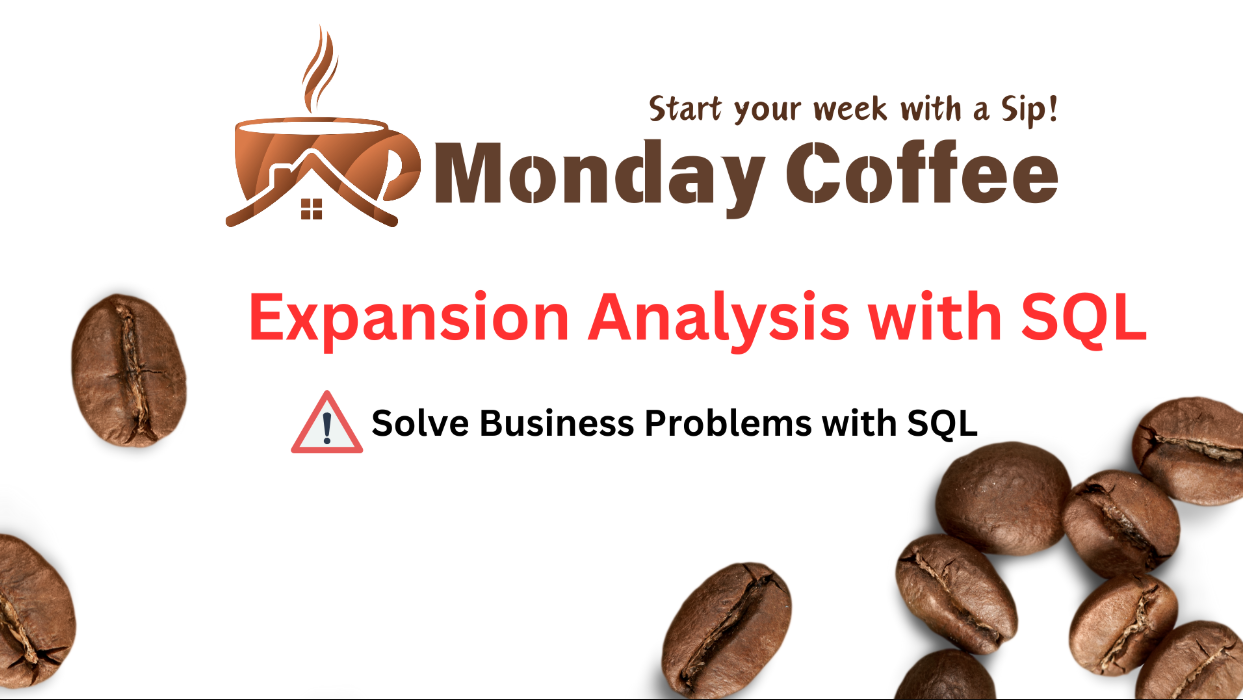 Start your week with a Sip!
Monday Coffee
Expansion Analysis with SQL
Solve Business Problems with SQL